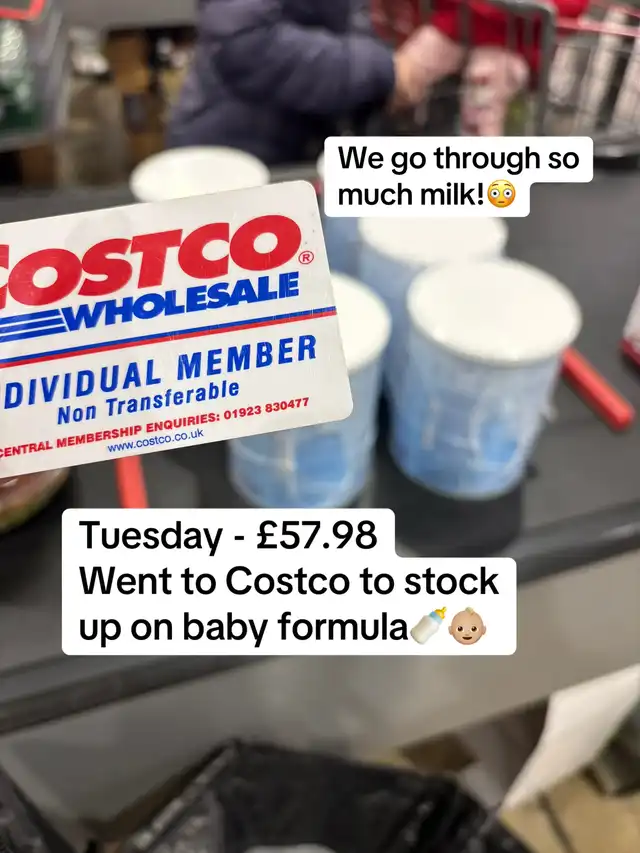 We go through so
much milk!😳
COSTCO®
WHOLESALE
INDIVIDUAL MEMBER
Non Transferable
CENTRAL MEMBERSHIP ENQUIRIES: 01923 830477
www.costco.co.uk
Tuesday - £57.98
Went to Costco to stock
up on baby formula🍼👶🏼